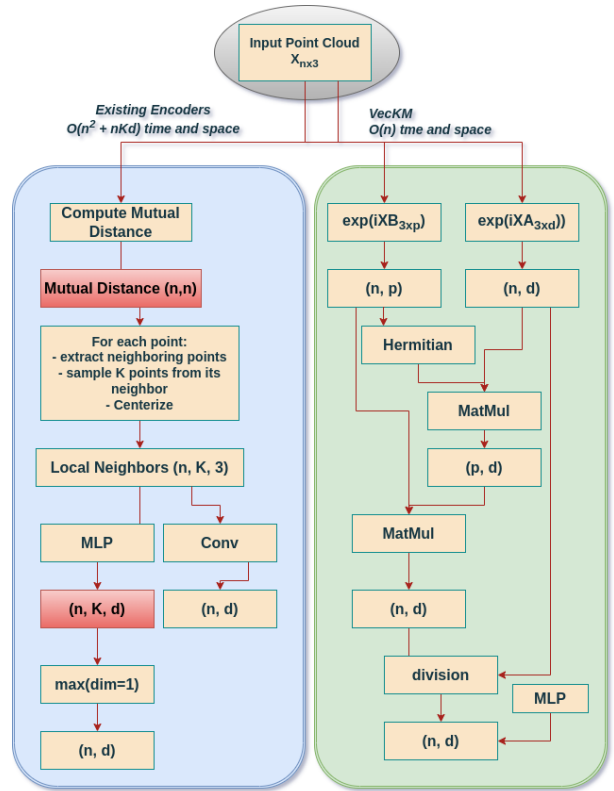 Input Point Cloud
Xnx3
Existing Encoders
O(n² + nKd) time and space
VecKM
O(n) tme and space
Compute Mutual
Distance
Mutual Distance (n,n)
For each point:
- extract neighboring points
- sample K points from its
neighbor
- Centerize
Local Neighbors (n, K, 3)
MLP
Conv
(n, K, d)
(n, d)
max(dim=1)
(n, d)
exp(iXB3xp)
exp(iXA3xd))
(n, p)
(n, d)
Hermitian
MatMul
(p, d)
MatMul
(n, d)
division
MLP
(n, d)